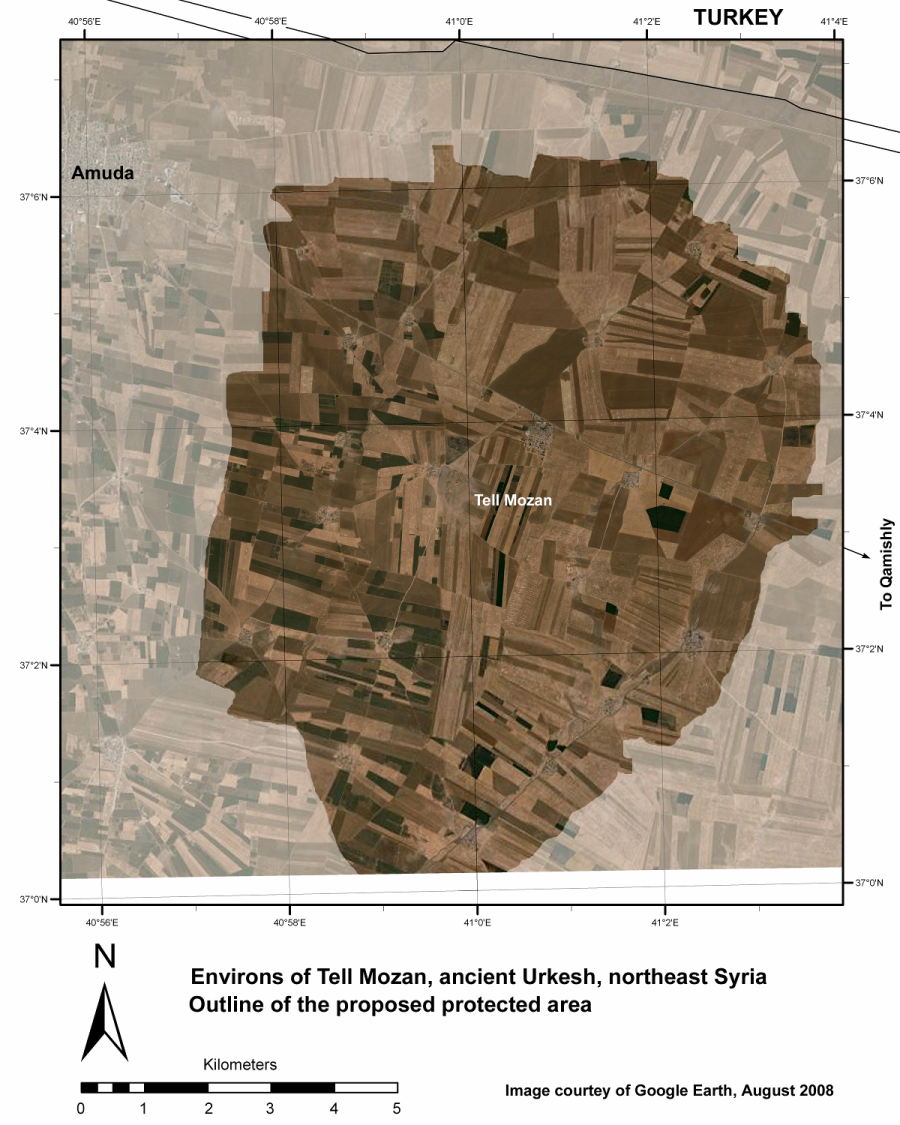 TURKEY
40°56'E 40°58'E 41°0'E 41°2'E 41°4'E
Amuda
37°6'N 37°6'N
37°4'N 37°4'N
Tell Mozan
To Qamishly
37°2'N 37°2'N
37°0'N 37°0'N
40°56'E 40°58'E 41°0'E 41°2'E
N
Environs of Tell Mozan, ancient Urkesh, northeast Syria
Outline of the proposed protected area
Kilometers
0 1 2 3 4 5
Image courtey of Google Earth, August 2008